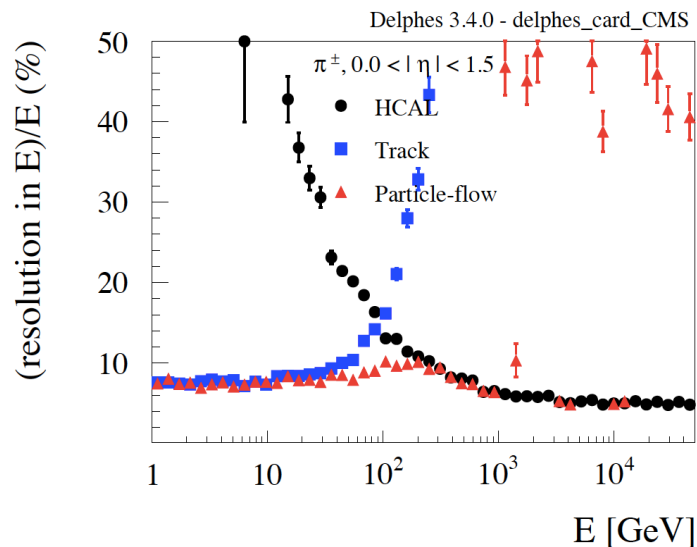 Delphes 3.4.0 - delphes_card_CMS
π±, 0.0 < | η | < 1.5
HCAL
Track
Particle-flow
(resolution in E)/E (%)
50
40
30
20
10
1 10 10² 10³ 10⁴
E [GeV]